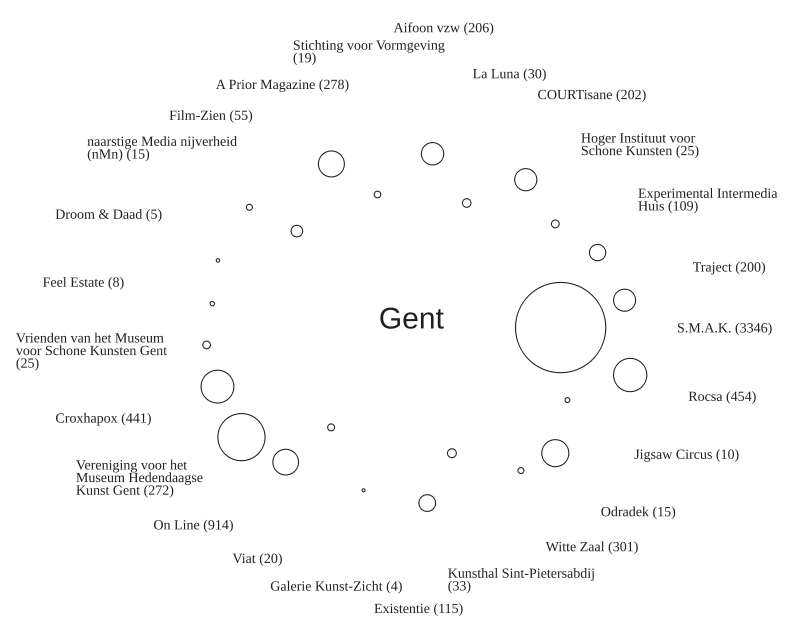 Aifoon vzw (206)
Stichting voor Vormgeving
(19)
La Luna (30)
A Prior Magazine (278)
COURTisane (202)
Film-Zien (55)
naarstige Media nijverheid
(nMn) (15)
Hoger Instituut voor
Schone Kunsten (25)
Experimental Intermedia
Huis (109)
Droom & Daad (5)
Traject (200)
Feel Estate (8)
Gent
S.M.A.K. (3346)
Vrienden van het Museum
voor Schone Kunsten Gent
(25)
Rocsa (454)
Croxhapox (441)
Jigsaw Circus (10)
Vereniging voor het
Museum Hedendaagse
Kunst Gent (272)
Odradek (15)
On Line (914)
Witte Zaal (301)
Viat (20)
Kunsthal Sint-Pietersabdij
(33)
Galerie Kunst-Zicht (4)
Existentie (115)